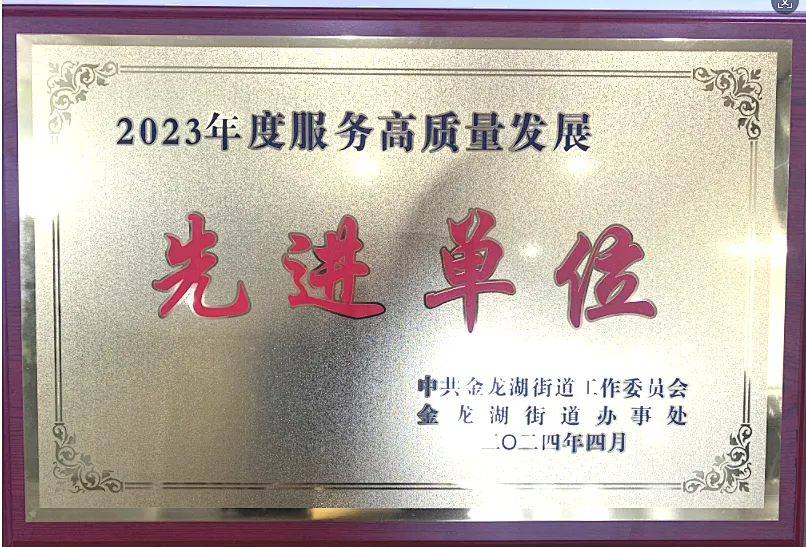 2023年度服务高质量发展
先进单位
中共金龙湖街道工作委员会
金龙湖街道办事处
二〇二四年四月